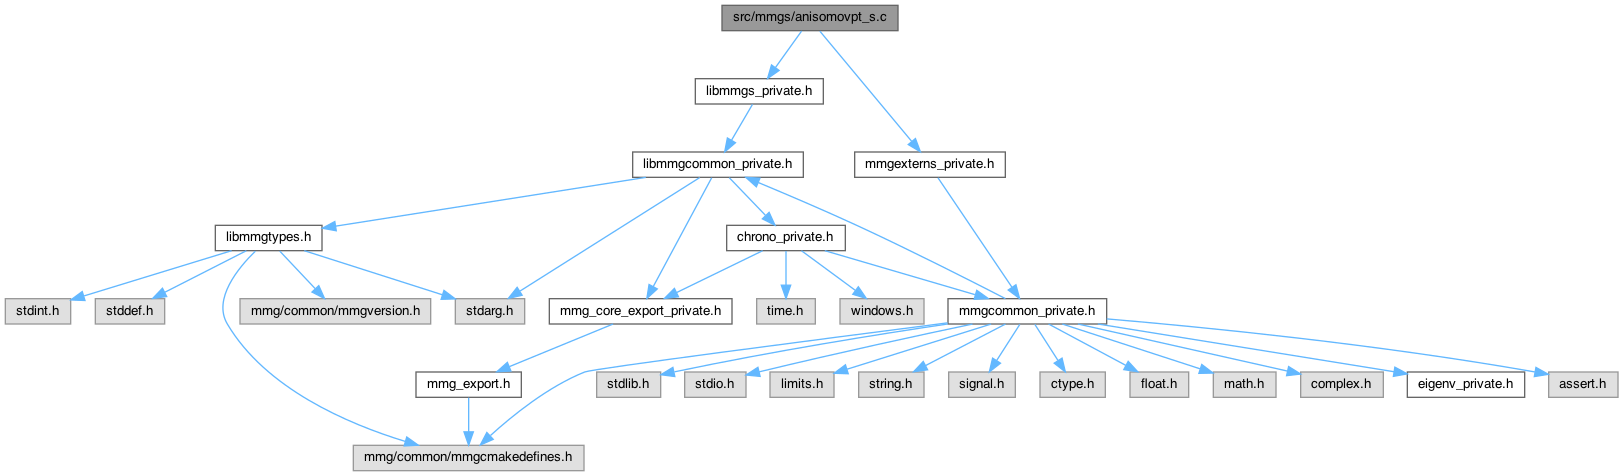 src/mmgs/anisomovpt_s.c
libmmgs_private.h
libmmgcommon_private.h
mmgexterns_private.h
libmmgtypes.h
chrono_private.h
stdint.h
stddef.h
mmg/common/mmgversion.h
stdarg.h
mmg_core_export_private.h
time.h
windows.h
mmgcommon_private.h
mmg_export.h
stdlib.h
stdio.h
limits.h
string.h
signal.h
ctype.h
float.h
math.h
complex.h
eigenv_private.h
assert.h
mmg/common/mmgcmakedefines.h